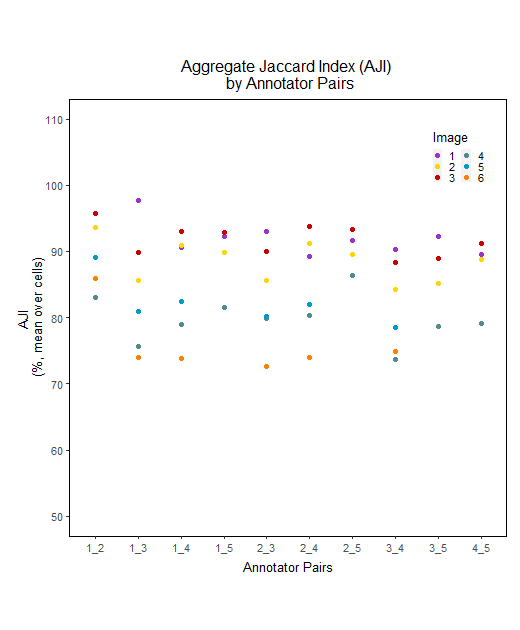 Aggregate Jaccard Index (AJI)
by Annotator Pairs
Image
1 4
2 5
3 6
110
100
90
80
70
60
50
AJI
(%, mean over cells)
1_2 1_3 1_4 1_5 2_3 2_4 2_5 3_4 3_5 4_5
Annotator Pairs